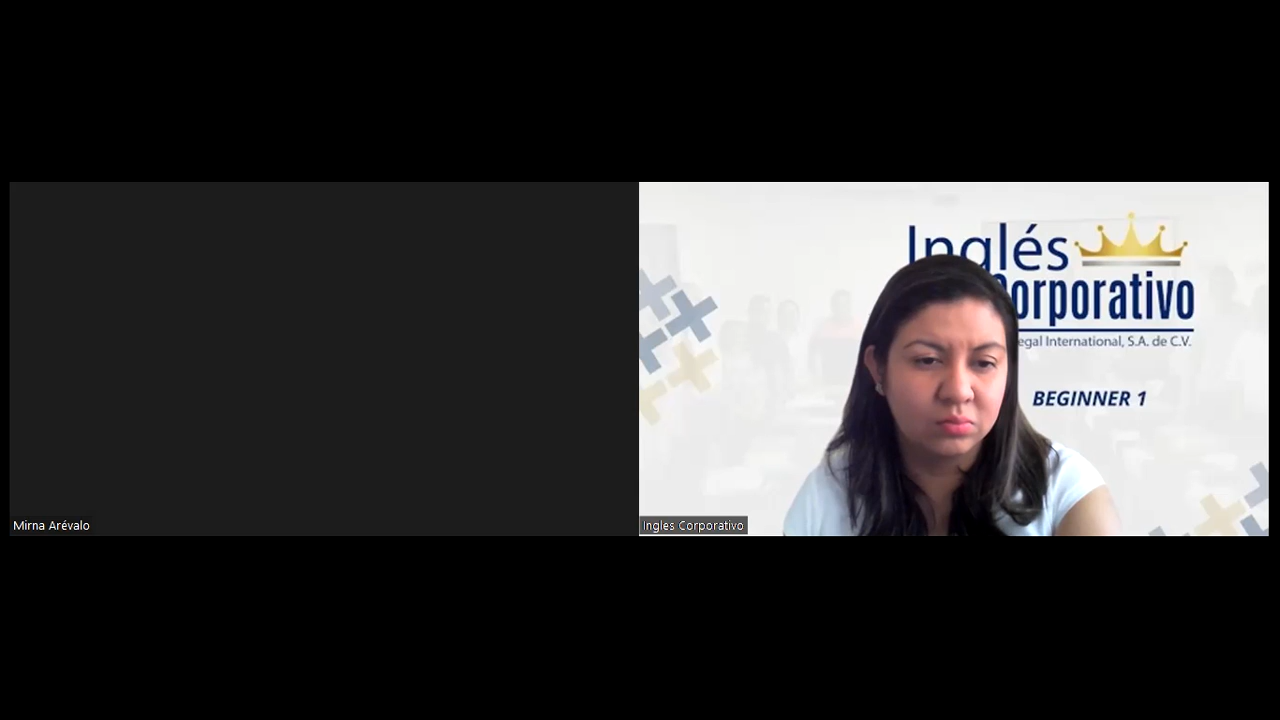 Inglés
Corporativo
egal International, S.A. de C.V.
BEGINNER 1
Mirna Arévalo
Ingles Corporativo